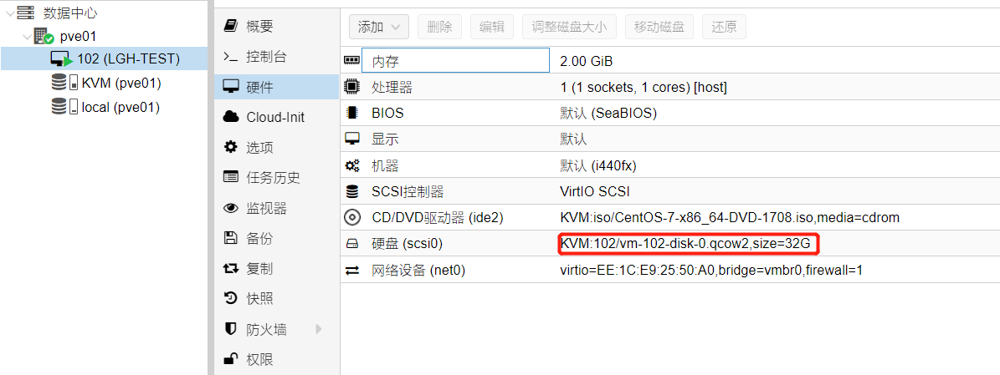 数据中心
pve01
102 (LGH-TEST)
KVM (pve01)
local (pve01)
概要
控制台
硬件
Cloud-Init
选项
任务历史
监视器
备份
复制
快照
防火墙
权限
添加 删除 编辑 调整磁盘大小 移动磁盘 还原
内存 2.00 GiB
处理器 1 (1 sockets, 1 cores) [host]
BIOS 默认 (SeaBIOS)
显示 默认
机器 默认 (i440fx)
SCSI控制器 VirtIO SCSI
CD/DVD驱动器 (ide2) KVM:iso/CentOS-7-x86_64-DVD-1708.iso,media=cdrom
硬盘 (scsi0) KVM:102/vm-102-disk-0.qcow2,size=32G
网络设备 (net0) virtio=EE:1C:E9:25:50:A0,bridge=vmbr0,firewall=1